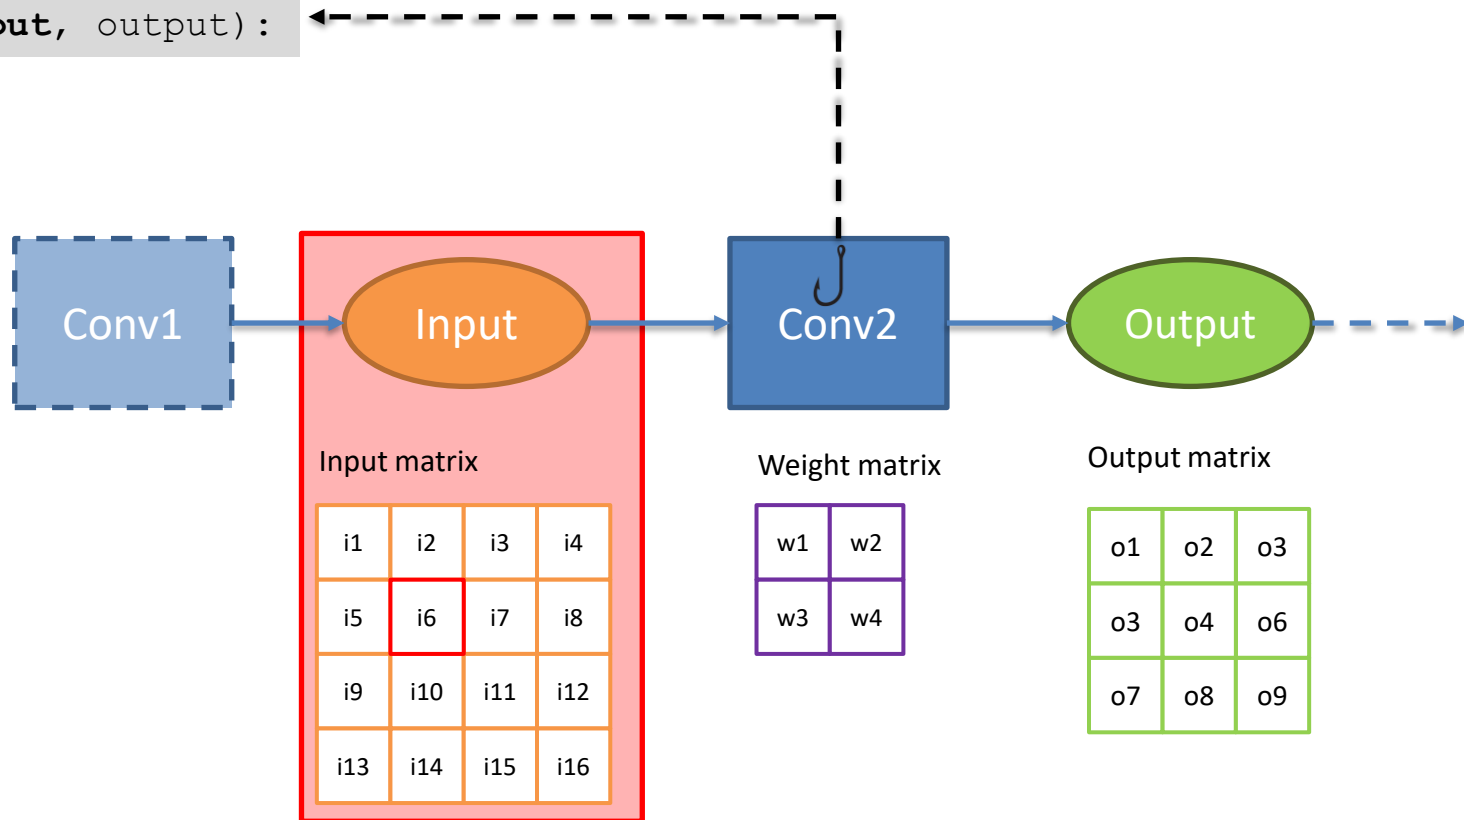 out, output):
Conv1
Input
Conv2
Output
Input matrix
Weight matrix
Output matrix
i1 i2 i3 i4
i5 i6 i7 i8
i9 i10 i11 i12
i13 i14 i15 i16
w1 w2
w3 w4
o1 o2 o3
o3 o4 o6
o7 o8 o9